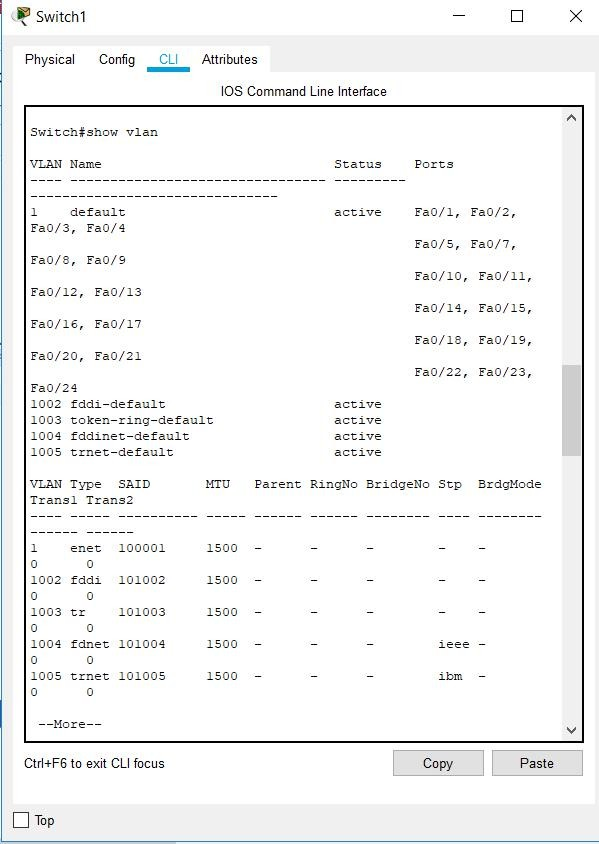 Switch1
Physical Config CLI Attributes
IOS Command Line Interface
Switch#show vlan
VLAN Name                             Status    Ports
---- -------------------------------- --------- -------------------------------
1    default                          active    Fa0/1, Fa0/2,
Fa0/3, Fa0/4
                                                Fa0/5, Fa0/7,
Fa0/8, Fa0/9
                                                Fa0/10, Fa0/11,
Fa0/12, Fa0/13
                                                Fa0/14, Fa0/15,
Fa0/16, Fa0/17
                                                Fa0/18, Fa0/19,
Fa0/20, Fa0/21
                                                Fa0/22, Fa0/23,
Fa0/24
1002 fddi-default                     active
1003 token-ring-default               active
1004 fddinet-default                  active
1005 trnet-default                    active
VLAN Type  SAID       MTU   Parent RingNo BridgeNo Stp  BrdgMode
Trans1 Trans2
---- ----- ---------- ----- ------ ------ -------- ---- --------
------ ------
1    enet  100001     1500  -      -      -        -    -
0      0
1002 fddi  101002     1500  -      -      -        -    -
0      0
1003 tr    101003     1500  -      -      -        -    -
0      0
1004 fdnet 101004     1500  -      -      -        ieee -
0      0
1005 trnet 101005     1500  -      -      -        ibm  -
0      0
--More--
Ctrl+F6 to exit CLI focus Copy Paste
Top